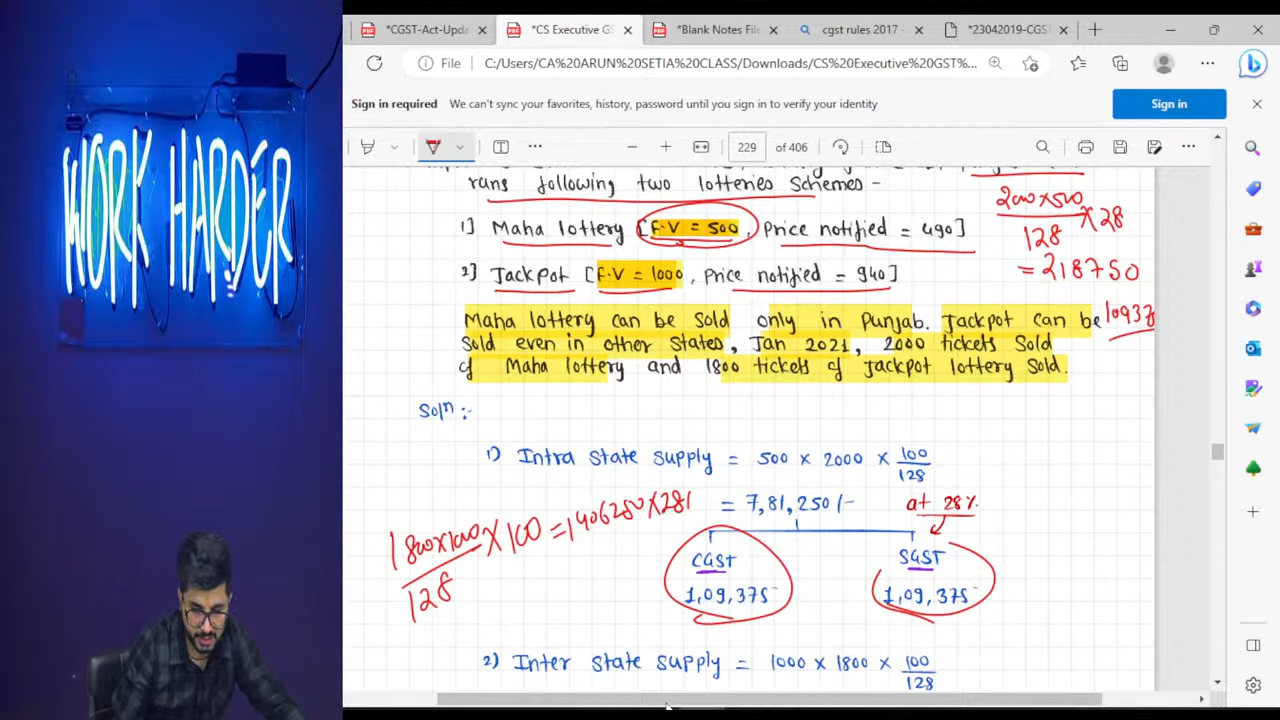 WORK HARDER
*CGST-Act-Upda
*CS Executive GS
*Blank Notes File
cgst rules 2017 -
*23042019-CGS
File
C:/Users/CA%20ARUN%20SETIA%20CLASS/Downloads/CS%20Executive%20GST%...
Sign in required
We can't sync your favorites, history, password until you sign in to verify your identity
Sign in
229
of 406
runs following two lotteries Schemes -
1] Maha lottery [F.V = 500, Price notified = 490]
2] Jackpot [F.V = 1000, Price notified = 940]
2000x500
128
x 28
= 218750
Maha lottery can be sold only in Punjab. Jackpot can be
10937
sold even in other States, Jan 2021, 2000 tickets Sold
of Maha lottery and 1800 tickets of Jackpot lottery Sold.
Soln :-
1) Intra State Supply = 500 x 2000 x 100
128
= 7,81,250/-
at 28%.
1800x1000
128
x 100 = 1406250x281
CGST
SGST
1,09,375
1,09,375
2) Inter State Supply = 1000 x 1800 x 100
128